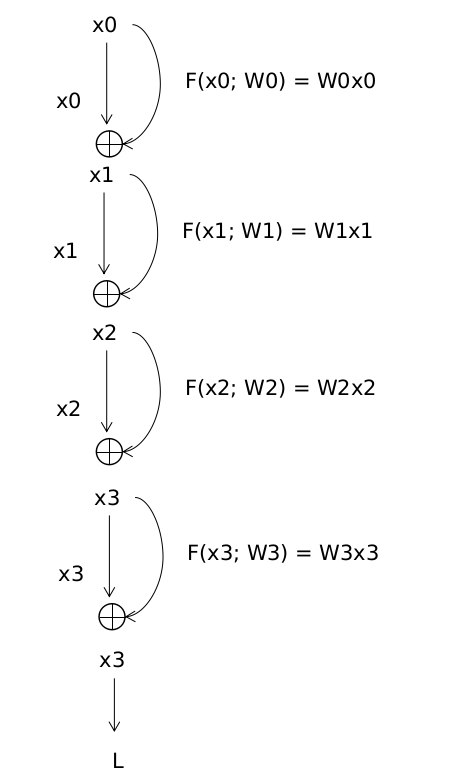 x0
F(x0; W0) = W0x0
x0
x1
F(x1; W1) = W1x1
x1
x2
F(x2; W2) = W2x2
x2
x3
F(x3; W3) = W3x3
x3
x3
L